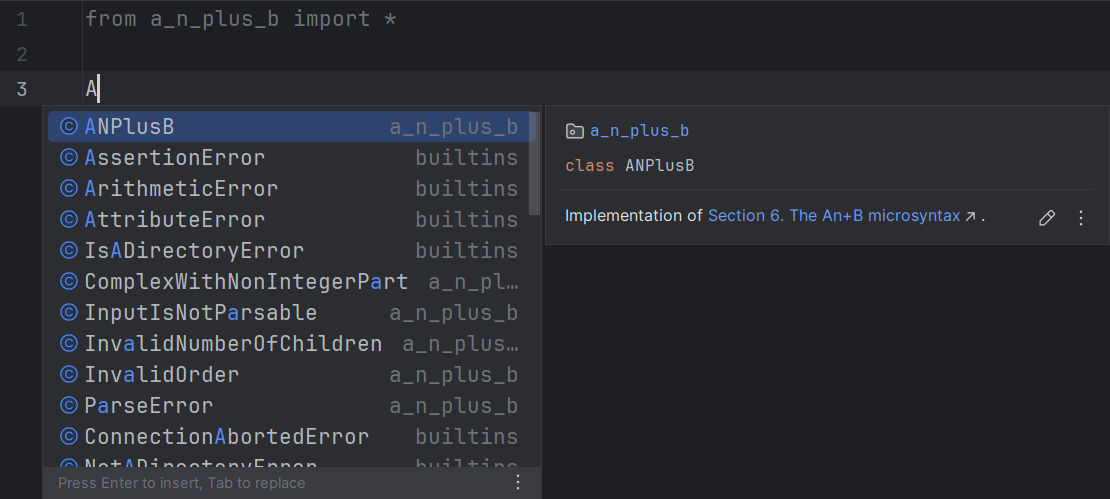 1 from a_n_plus_b import *
2
3 A
ANPlusB a_n_plus_b
AssertionError builtins
ArithmeticError builtins
AttributeError builtins
IsADirectoryError builtins
ComplexWithNonIntegerPart a_n_pl…
InputIsNotParsable a_n_plus_b
InvalidNumberOfChildren a_n_plus…
InvalidOrder a_n_plus_b
ParseError a_n_plus_b
ConnectionAbortedError builtins
NotADirectoryError builtins
Press Enter to insert, Tab to replace
a_n_plus_b
class ANPlusB
Implementation of Section 6. The An+B microsyntax↗.